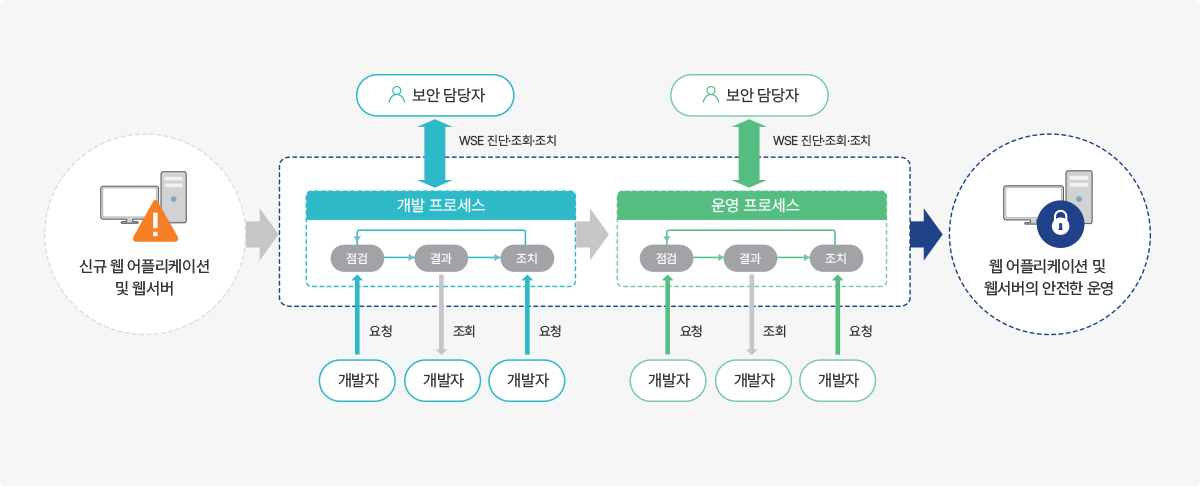 보안 담당자
보안 담당자
WSE 진단·조회·조치
WSE 진단·조회·조치
개발 프로세스
운영 프로세스
점검
결과
조치
점검
결과
조치
신규 웹 어플리케이션
및 웹서버
웹 어플리케이션 및
웹서버의 안전한 운영
요청
조회
요청
요청
조회
요청
개발자
개발자
개발자
개발자
개발자
개발자